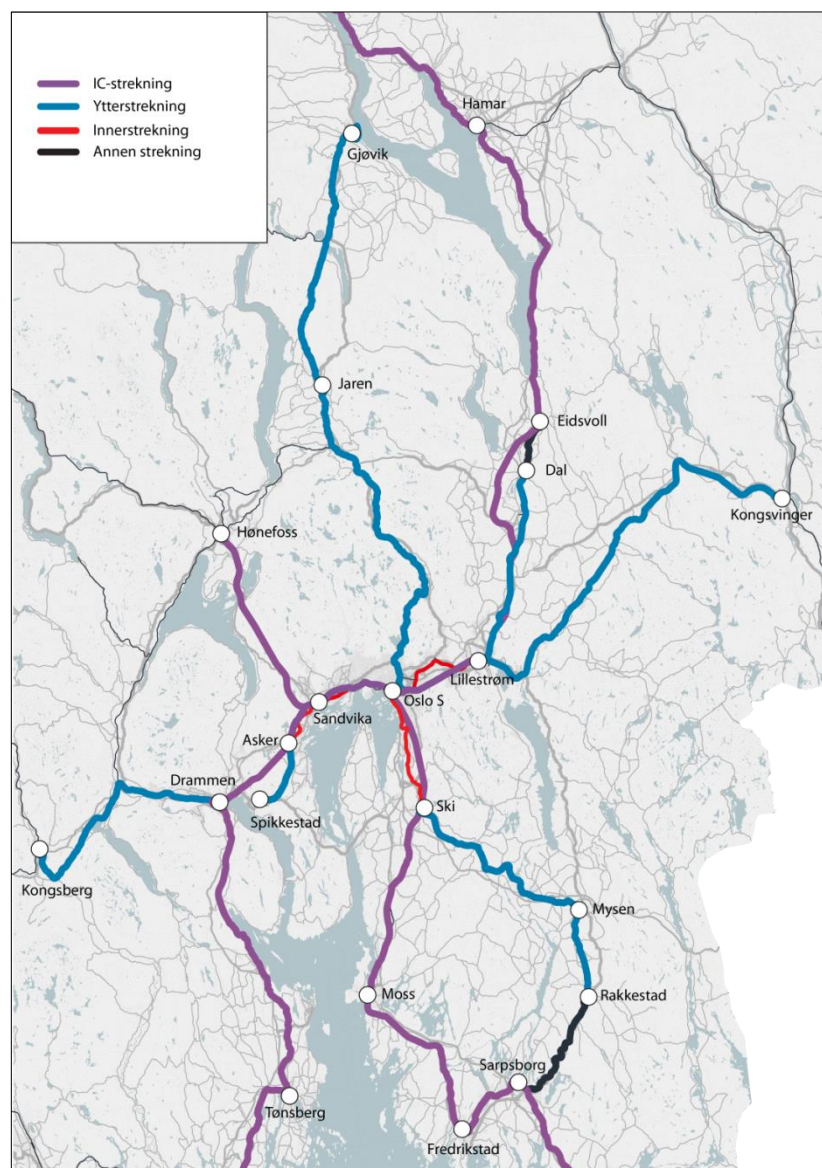 IC-strekning
Ytterstrekning
Innerstrekning
Annen strekning
Hamar
Gjøvik
Jaren
Eidsvoll
Dal
Kongsvinger
Hønefoss
Lillestrøm
Oslo S
Sandvika
Asker
Drammen
Spikkestad
Ski
Kongsberg
Mysen
Moss
Rakkestad
Sarpsborg
Tønsberg
Fredrikstad